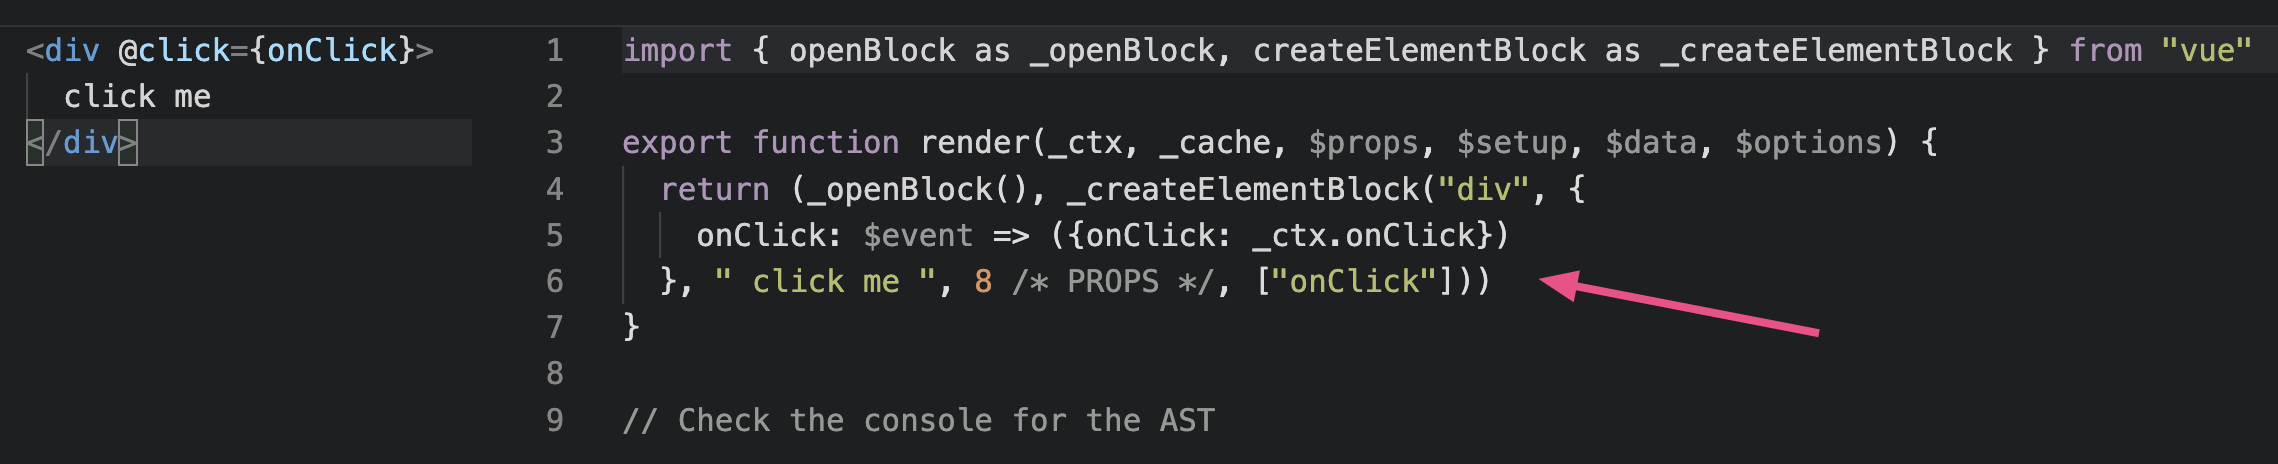 <div @click={onClick}>
  click me
</div>
1 import { openBlock as _openBlock, createElementBlock as _createElementBlock } from "vue"
2
3 export function render(_ctx, _cache, $props, $setup, $data, $options) {
4   return (_openBlock(), _createElementBlock("div", {
5     onClick: $event => ({onClick: _ctx.onClick})
6   }, " click me ", 8 /* PROPS */, ["onClick"]))
7 }
8
9 // Check the console for the AST